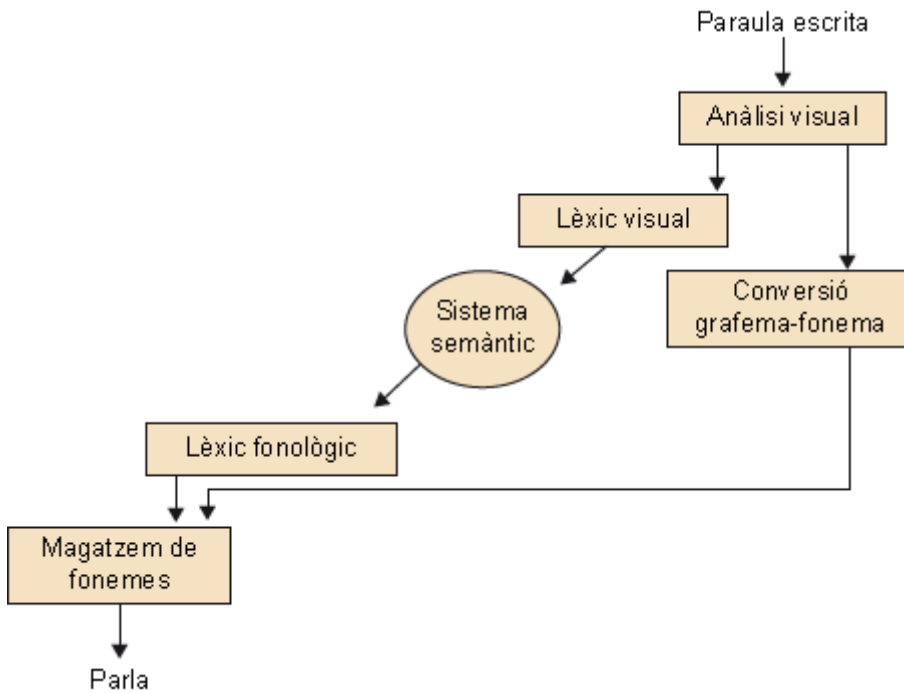 Paraula escrita
Anàlisi visual
Lèxic visual
Conversió
grafema-fonema
Sistema
semàntic
Lèxic fonològic
Magatzem de
fonemes
Parla